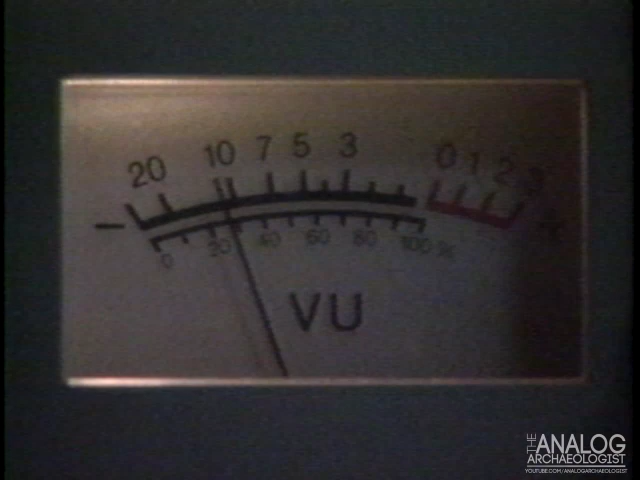 20 10 7 5 3 0 1 2 3
- +
0 20 40 60 80 100 %
VU
THE ANALOG
ARCHAEOLOGIST
YOUTUBE.COM/ANALOGARCHAEOLOGIST